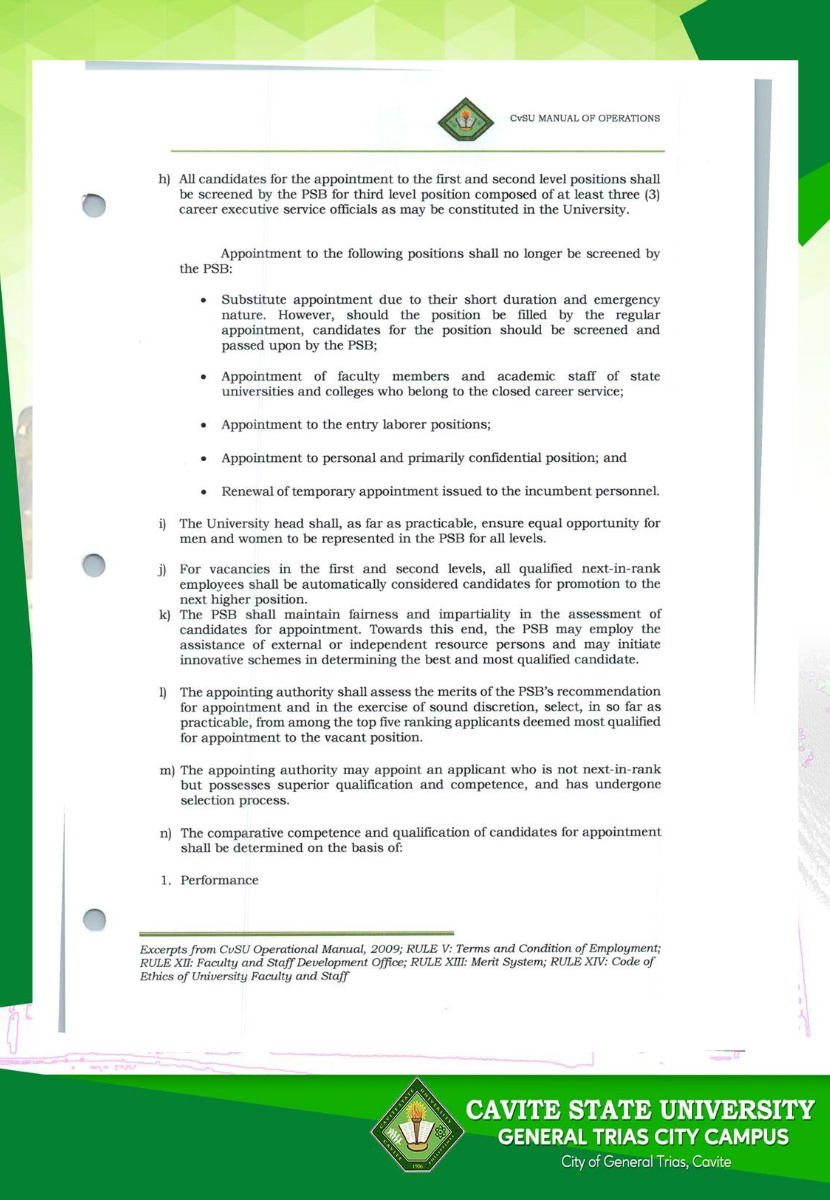 CvSU MANUAL OF OPERATIONS
h) All candidates for the appointment to the first and second level positions shall
be screened by the PSB for third level position composed of at least three (3)
career executive service officials as may be constituted in the University.
Appointment to the following positions shall no longer be screened by
the PSB:
• Substitute appointment due to their short duration and emergency
nature. However, should the position be filled by the regular
appointment, candidates for the position should be screened and
passed upon by the PSB;
• Appointment of faculty members and academic staff of state
universities and colleges who belong to the closed career service;
• Appointment to the entry laborer positions;
• Appointment to personal and primarily confidential position; and
• Renewal of temporary appointment issued to the incumbent personnel.
i) The University head shall, as far as practicable, ensure equal opportunity for
men and women to be represented in the PSB for all levels.
j) For vacancies in the first and second levels, all qualified next-in-rank
employees shall be automatically considered candidates for promotion to the
next higher position.
k) The PSB shall maintain fairness and impartiality in the assessment of
candidates for appointment. Towards this end, the PSB may employ the
assistance of external or independent resource persons and may initiate
innovative schemes in determining the best and most qualified candidate.
l) The appointing authority shall assess the merits of the PSB's recommendation
for appointment and in the exercise of sound discretion, select, in so far as
practicable, from among the top five ranking applicants deemed most qualified
for appointment to the vacant position.
m) The appointing authority may appoint an applicant who is not next-in-rank
but possesses superior qualification and competence, and has undergone
selection process.
n) The comparative competence and qualification of candidates for appointment
shall be determined on the basis of:
1. Performance
Excerpts from CvSU Operational Manual, 2009; RULE V: Terms and Condition of Employment;
RULE XII: Faculty and Staff Development Office; RULE XIII: Merit System; RULE XIV: Code of
Ethics of University Faculty and Staff
CAVITE STATE UNIVERSITY
GENERAL TRIAS CITY CAMPUS
City of General Trias, Cavite
CAVITE STATE UNIVERSITY
CAVITE PHILIPPINES
1906